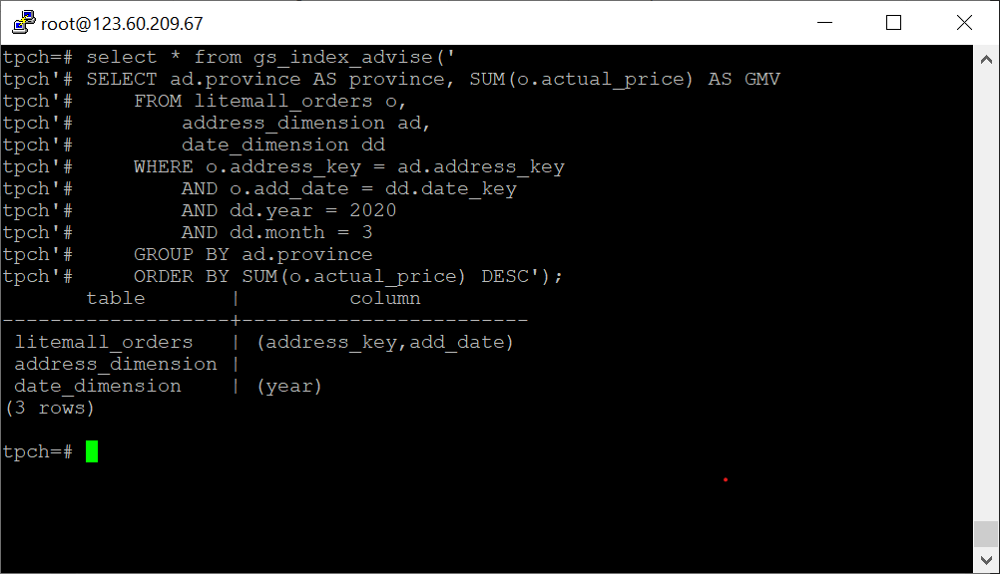 root@123.60.209.67
tpch=# select * from gs_index_advise('
tpch'# SELECT ad.province AS province, SUM(o.actual_price) AS GMV
tpch'#     FROM litemall_orders o,
tpch'#         address_dimension ad,
tpch'#         date_dimension dd
tpch'#     WHERE o.address_key = ad.address_key
tpch'#         AND o.add_date = dd.date_key
tpch'#         AND dd.year = 2020
tpch'#         AND dd.month = 3
tpch'#     GROUP BY ad.province
tpch'#     ORDER BY SUM(o.actual_price) DESC');
       table       |         column
-------------------+------------------------
 litemall_orders   | (address_key,add_date)
 address_dimension |
 date_dimension    | (year)
(3 rows)
tpch=#